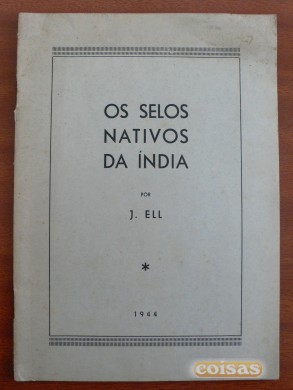 OS SELOS
NATIVOS
DA ÍNDIA
POR
J. ELL
*
1944
coisas